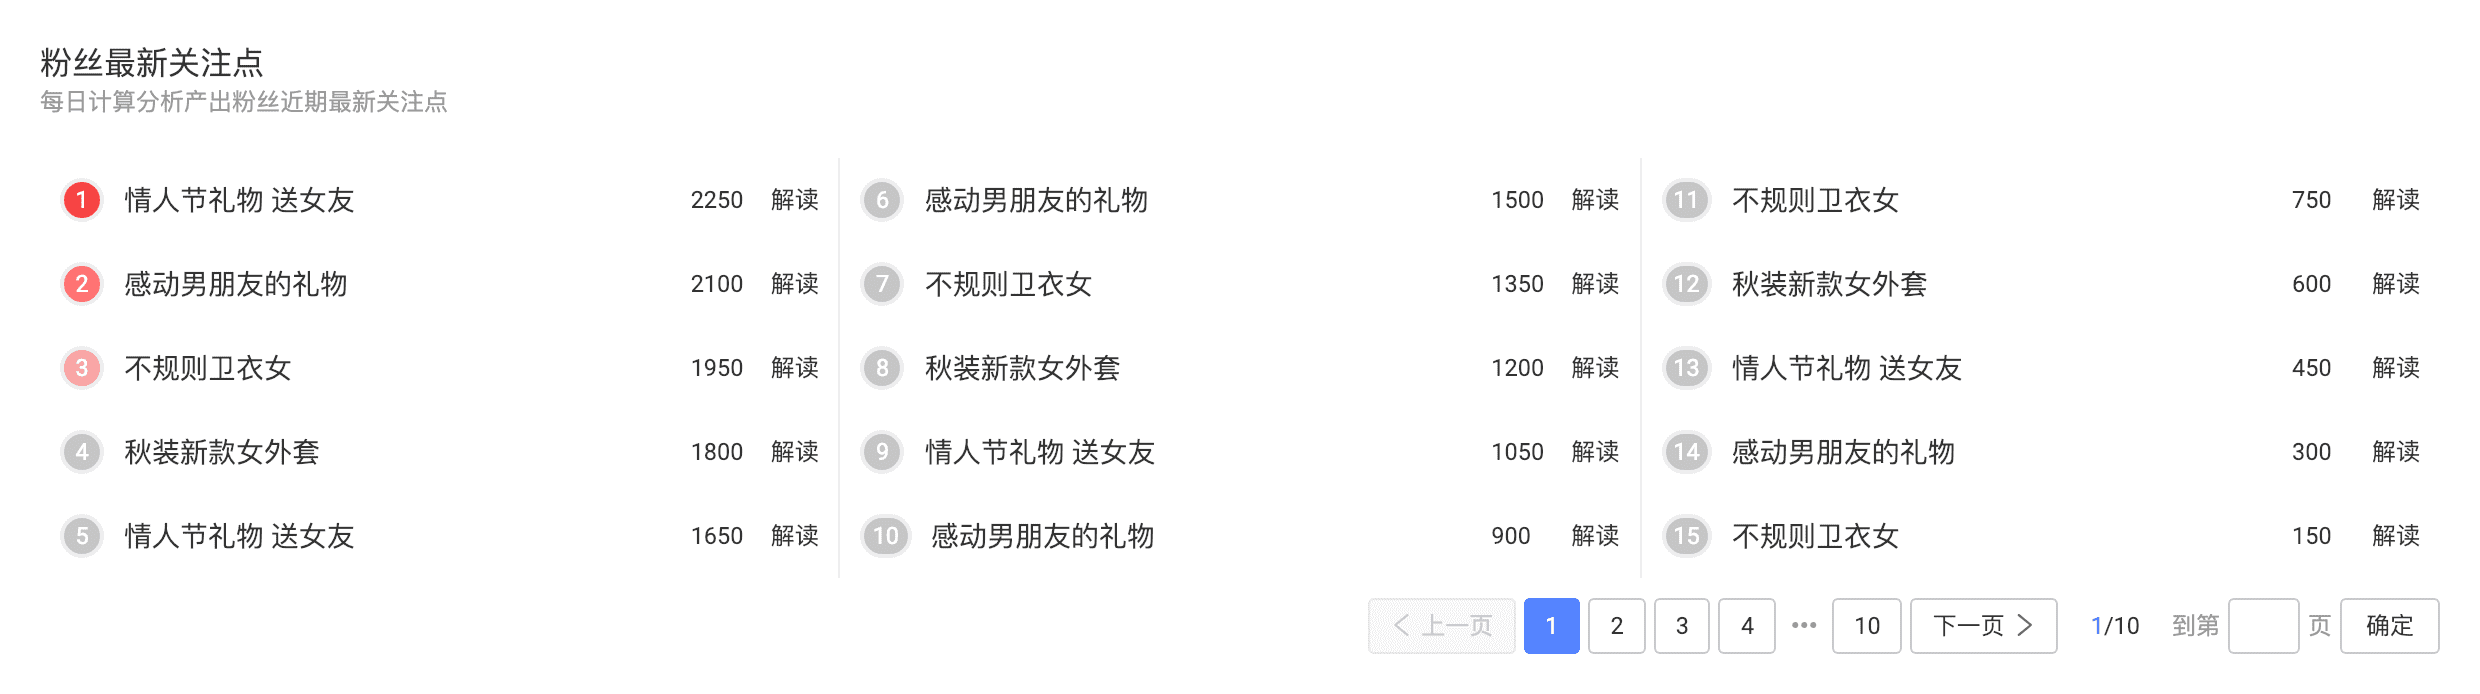 粉丝最新关注点
每日计算分析产出粉丝近期最新关注点
1 情人节礼物 送女友 2250 解读
2 感动男朋友的礼物 2100 解读
3 不规则卫衣女 1950 解读
4 秋装新款女外套 1800 解读
5 情人节礼物 送女友 1650 解读
6 感动男朋友的礼物 1500 解读
7 不规则卫衣女 1350 解读
8 秋装新款女外套 1200 解读
9 情人节礼物 送女友 1050 解读
10 感动男朋友的礼物 900 解读
11 不规则卫衣女 750 解读
12 秋装新款女外套 600 解读
13 情人节礼物 送女友 450 解读
14 感动男朋友的礼物 300 解读
15 不规则卫衣女 150 解读
上一页 1 2 3 4 ••• 10 下一页 1/10 到第 页 确定